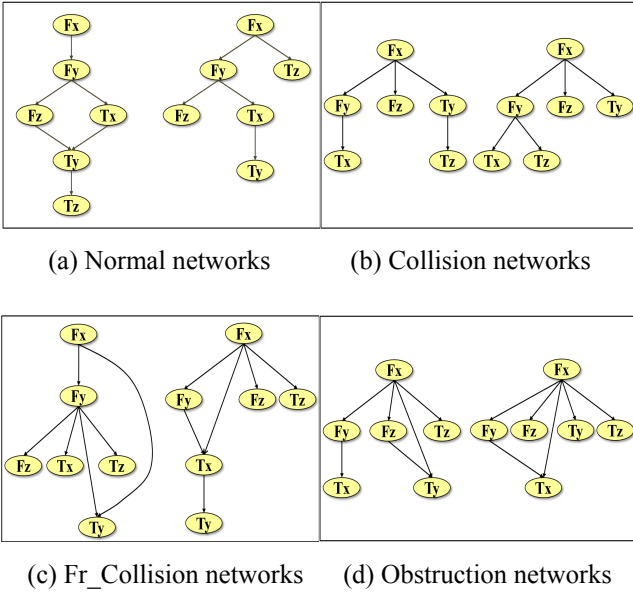 Fx
Fy
Fz Tx
Ty
Tz
Fx
Fy Tz
Fz Tx
Ty
Fx
Fy Fz Ty
Tx Tz
Fx
Fy Fz Ty
Tx Tz
(a) Normal networks
(b) Collision networks
Fx
Fy
Fz Tx Tz
Ty
Fx
Fy Fz Tz
Tx
Ty
Fx
Fy Fz Tz
Tx Ty
Fx
Fy Fz Ty Tz
Tx
(c) Fr_Collision networks
(d) Obstruction networks